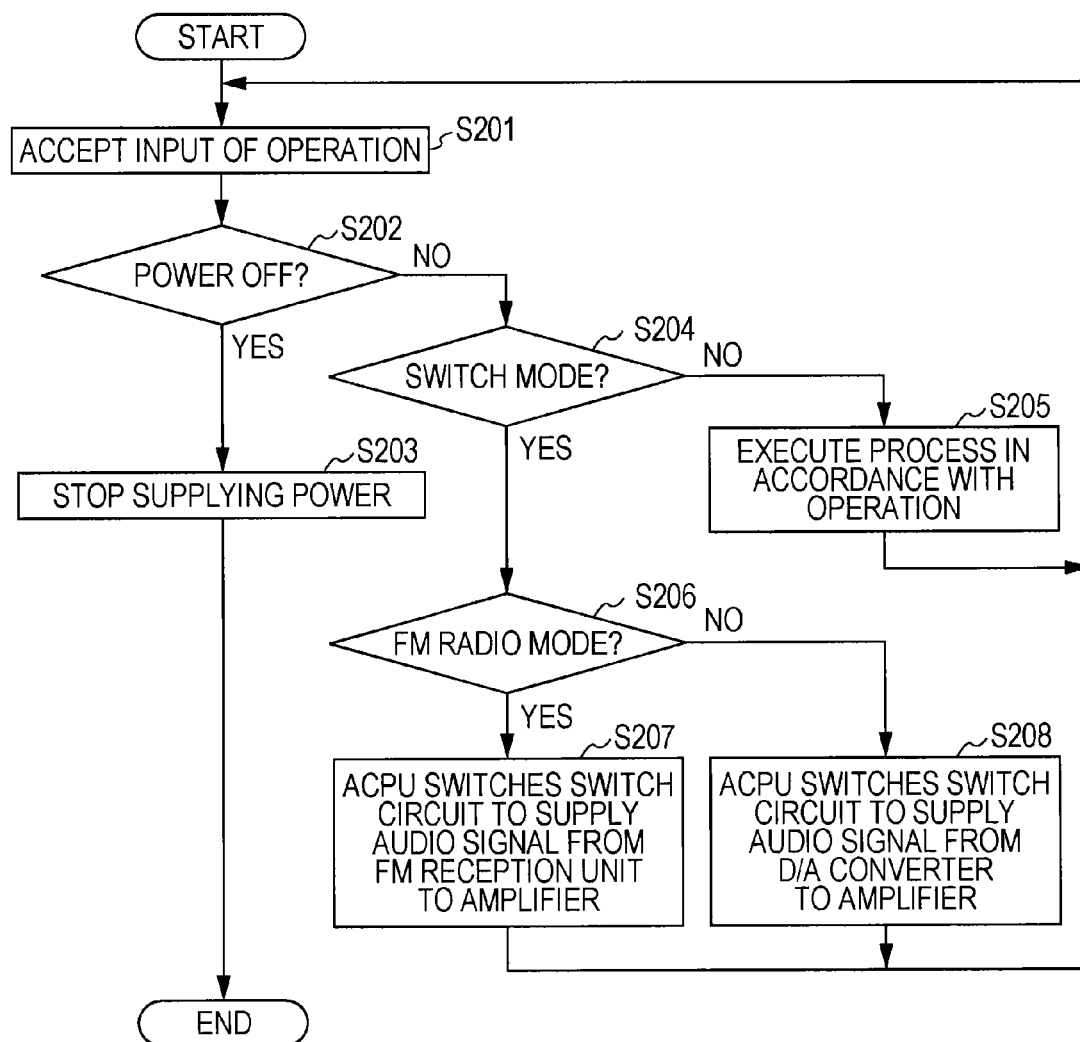 START
S201
ACCEPT INPUT OF OPERATION
S202
POWER OFF?
NO
YES
S204
SWITCH MODE?
NO
YES
S203
STOP SUPPLYING POWER
S205
EXECUTE PROCESS IN
ACCORDANCE WITH
OPERATION
S206
FM RADIO MODE?
NO
YES
S207
ACPU SWITCHES SWITCH
CIRCUIT TO SUPPLY
AUDIO SIGNAL FROM
FM RECEPTION UNIT
TO AMPLIFIER
S208
ACPU SWITCHES SWITCH
CIRCUIT TO SUPPLY
AUDIO SIGNAL FROM
D/A CONVERTER
TO AMPLIFIER
END